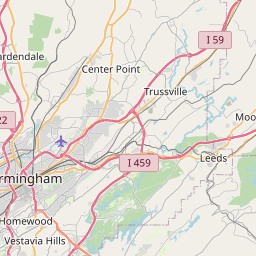 I 59
ardendale
Center Point
Trussville
22
Moo
I 459
Leeds
rmingham
Homewood
Vestavia Hills